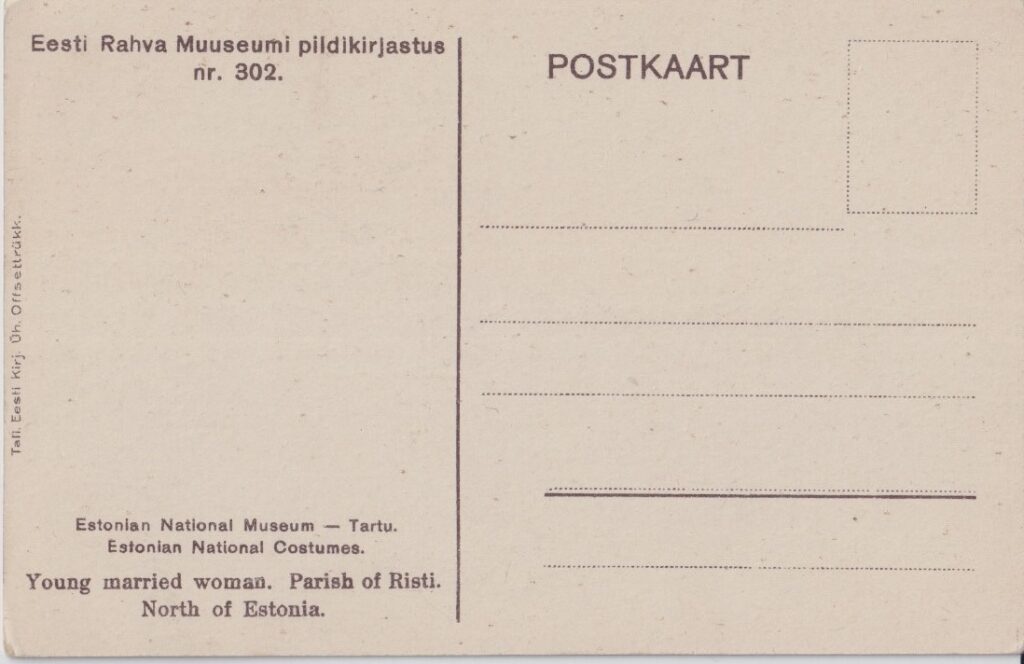 Eesti Rahva Muuseumi pildikirjastus
nr. 302.
POSTKAART
Tall. Eesti Kirj. Üh. Offsettrükk.
Estonian National Museum — Tartu.
Estonian National Costumes.
Young married woman. Parish of Risti.
North of Estonia.